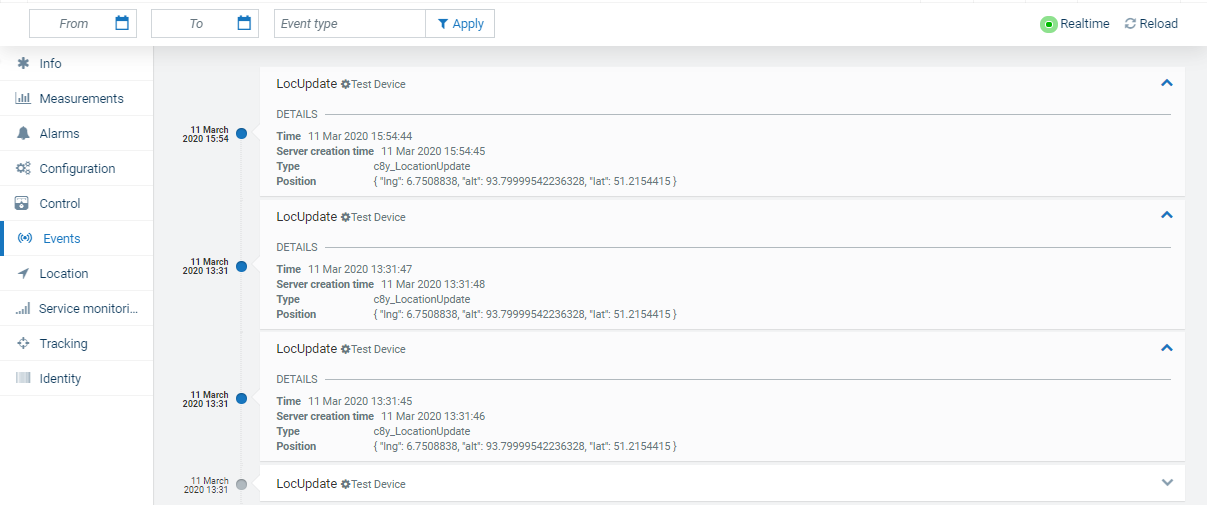 From To Event type Apply Realtime Reload
Info
Measurements
Alarms
Configuration
Control
Events
Location
Service monitori...
Tracking
Identity
LocUpdate Test Device
DETAILS
11 March
2020 15:54
Time 11 Mar 2020 15:54:44
Server creation time 11 Mar 2020 15:54:45
Type c8y_LocationUpdate
Position { "lng": 6.7508838, "alt": 93.79999542236328, "lat": 51.2154415 }
LocUpdate Test Device
DETAILS
11 March
2020 13:31
Time 11 Mar 2020 13:31:47
Server creation time 11 Mar 2020 13:31:48
Type c8y_LocationUpdate
Position { "lng": 6.7508838, "alt": 93.79999542236328, "lat": 51.2154415 }
LocUpdate Test Device
DETAILS
11 March
2020 13:31
Time 11 Mar 2020 13:31:45
Server creation time 11 Mar 2020 13:31:46
Type c8y_LocationUpdate
Position { "lng": 6.7508838, "alt": 93.79999542236328, "lat": 51.2154415 }
11 March
2020 13:31
LocUpdate Test Device